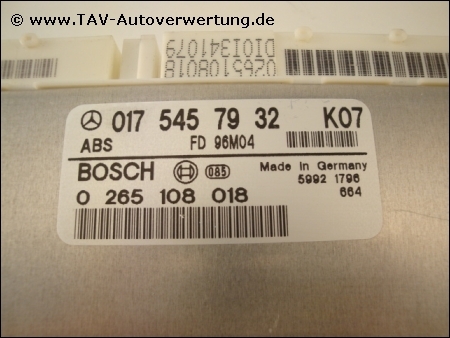 © www.TAV-Autoverwertung.de
0265108018
D101341079
017 545 79 32 K07
ABS FD 96M04
BOSCH 085 Made in Germany
5992 1796
0 265 108 018 664